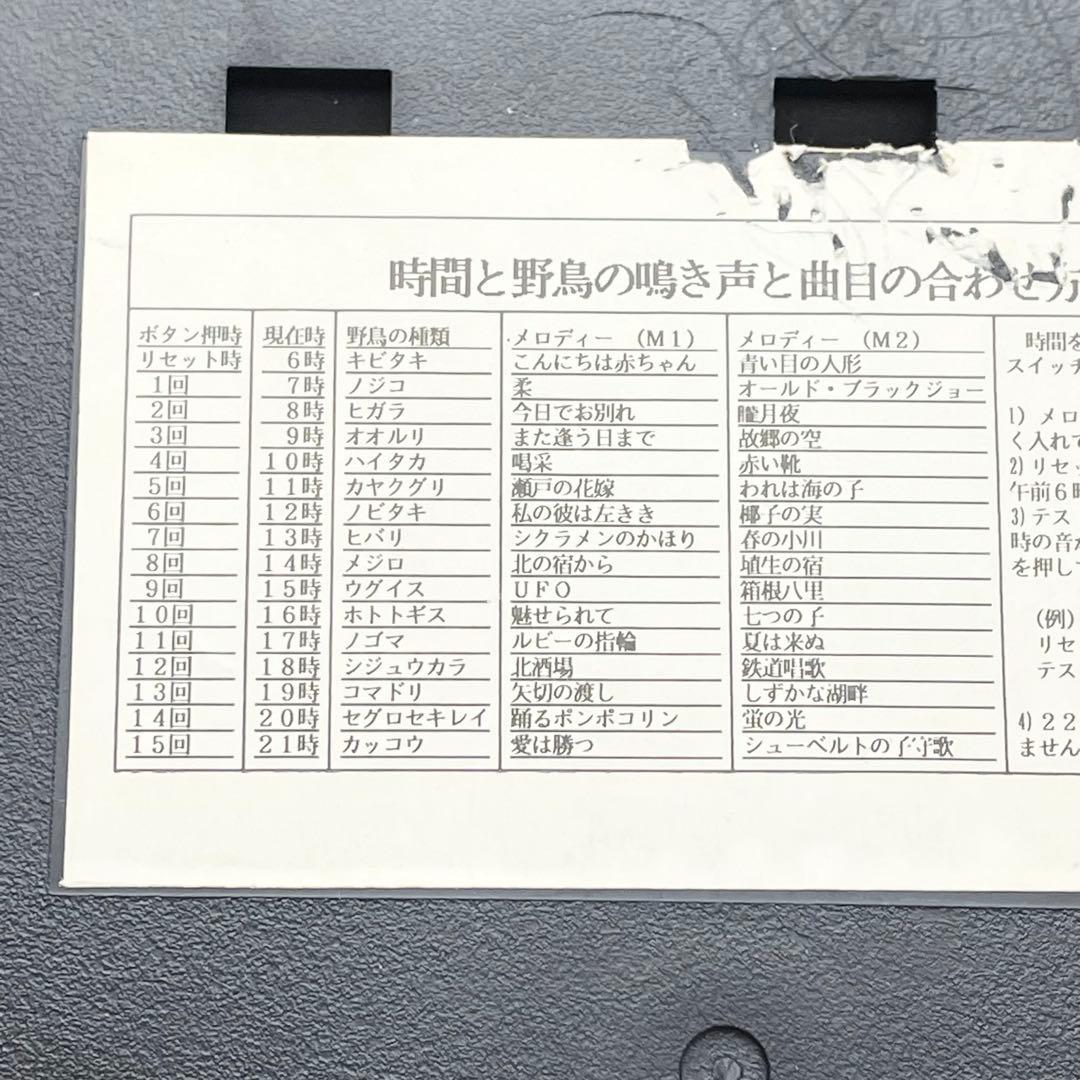 時間と野鳥の鳴き声と曲目の合わせ方
ボタン押時 現在時 野鳥の種類 メロディー (M1) メロディー (M2) 時間を
リセット時 6時 キビタキ こんにちは赤ちゃん 青い目の人形 スイッチ
1回 7時 ノジコ 柔 オールド・ブラックジョー
2回 8時 ヒガラ 今日でお別れ 朧月夜 1) メロ
3回 9時 オオルリ また逢う日まで 故郷の空 く入れて
4回 10時 ハイタカ 喝采 赤い靴 2) リセッ
5回 11時 カヤクグリ 瀬戸の花嫁 われは海の子 午前6時
6回 12時 ノビタキ 私の彼は左きき 椰子の実 3) テス
7回 13時 ヒバリ シクラメンのかほり 春の小川 時の音が
8回 14時 メジロ 北の宿から 埴生の宿 を押して
9回 15時 ウグイス UFO 箱根八里
10回 16時 ホトトギス 魅せられて 七つの子 (例)
11回 17時 ノゴマ ルビーの指輪 夏は来ぬ リセ
12回 18時 シジュウカラ 北酒場 鉄道唱歌 テス
13回 19時 コマドリ 矢切の渡し しずかな湖畔
14回 20時 セグロセキレイ 踊るポンポコリン 蛍の光 4) 22
15回 21時 カッコウ 愛は勝つ シューベルトの子守歌 ません